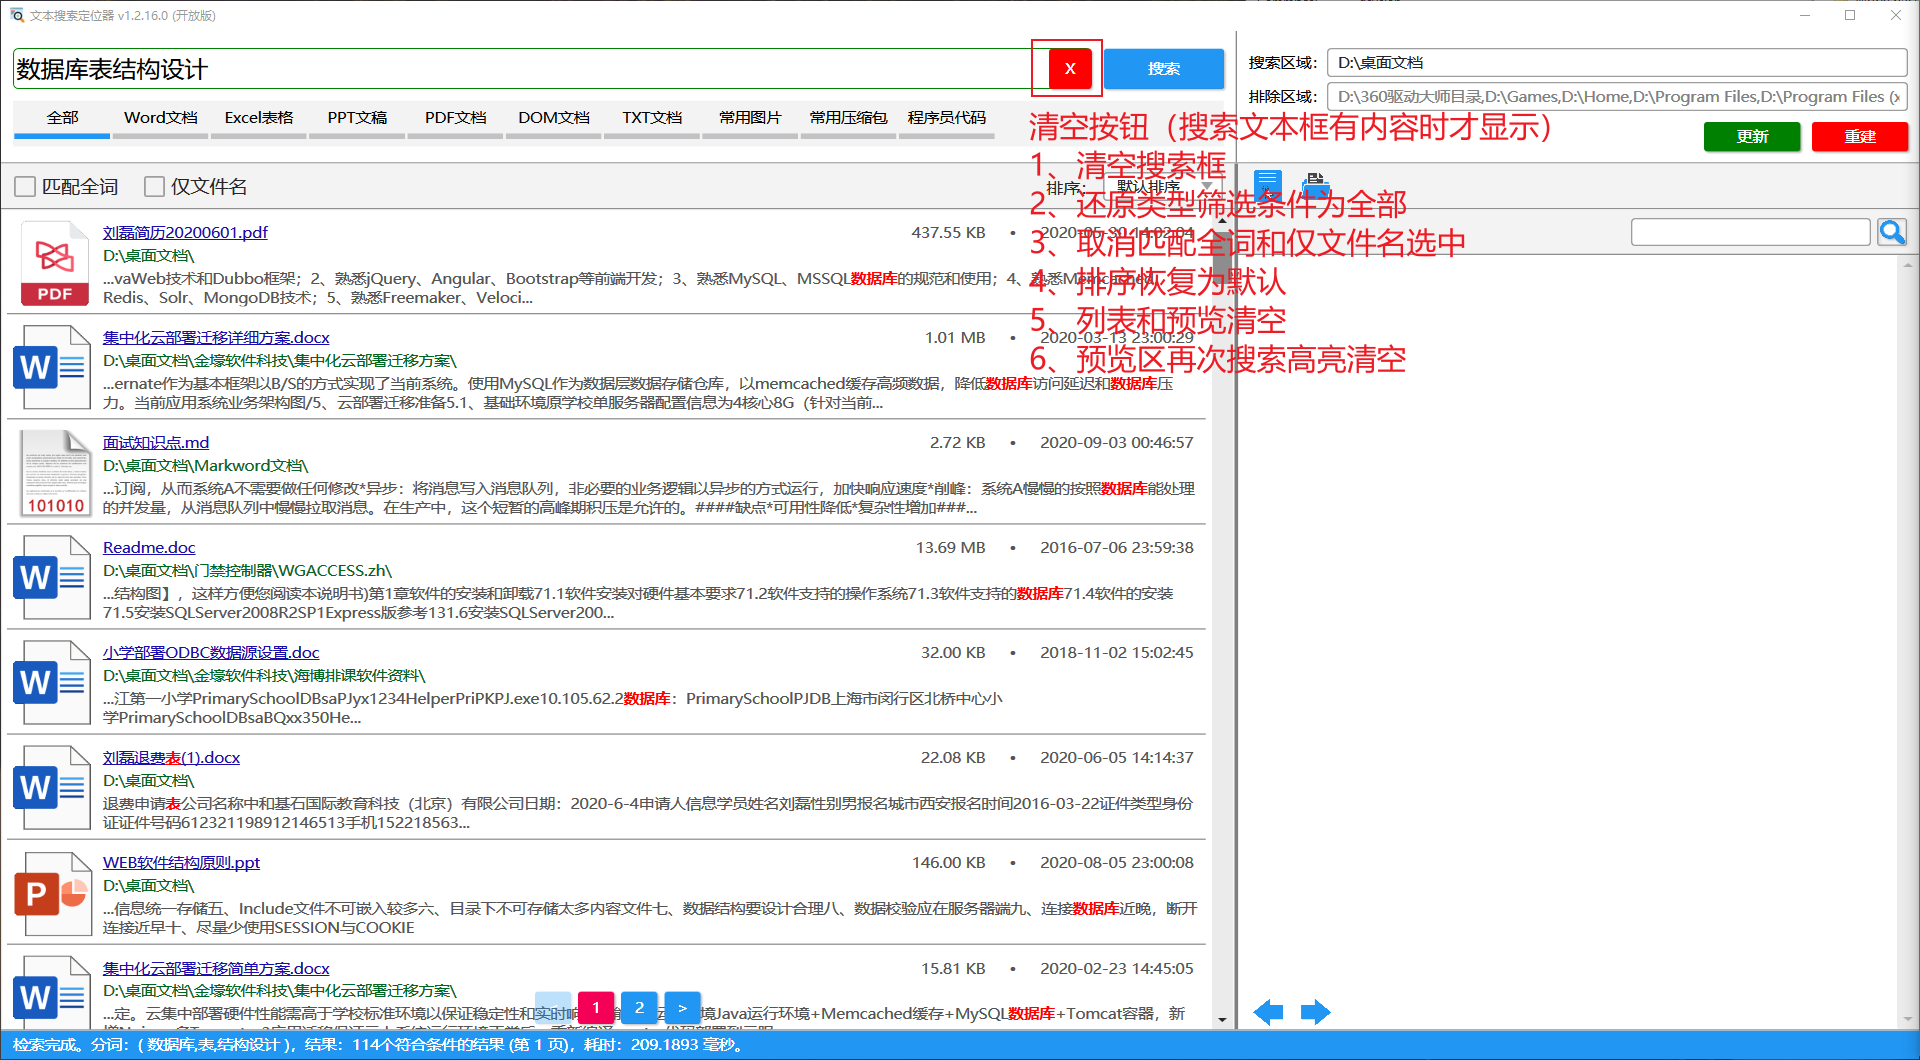 文本搜索定位器 v1.2.16.0 (开放版)
数据库表结构设计
X
搜索
搜索区域： D:\桌面文档
排除区域： D:\360驱动大师目录,D:\Games,D:\Home,D:\Program Files,D:\Program Files (x
更新
重建
全部 Word文档 Excel表格 PPT文稿 PDF文档 DOM文档 TXT文档 常用图片 常用压缩包 程序员代码
清空按钮（搜索文本框有内容时才显示）
1、清空搜索框
2、还原类型筛选条件为全部
3、取消匹配全词和仅文件名选中
4、排序恢复为默认
5、列表和预览清空
6、预览区再次搜索高亮清空
匹配全词 仅文件名 排序： 默认排序
刘磊简历20200601.pdf 437.55 KB • 2020-05-30 14:02:04
D:\桌面文档\
...vaWeb技术和Dubbo框架；2、熟悉jQuery、Angular、Bootstrap等前端开发；3、熟悉MySQL、MSSQL数据库的规范和使用；4、熟悉Memcached、
Redis、Solr、MongoDB技术；5、熟悉Freemaker、Veloci...
PDF
集中化云部署迁移详细方案.docx 1.01 MB • 2020-03-13 23:00:29
D:\桌面文档\金壕软件科技\集中化云部署迁移方案\
...ernate作为基本框架以B/S的方式实现了当前系统。使用MySQL作为数据层数据存储仓库，以memcached缓存高频数据，降低数据库访问延迟和数据库压
力。当前应用系统业务架构图/5、云部署迁移准备5.1、基础环境原学校单服务器配置信息为4核心8G（针对当前...
W
面试知识点.md 2.72 KB • 2020-09-03 00:46:57
D:\桌面文档\Markword文档\
...订阅，从而系统A不需要做任何修改*异步：将消息写入消息队列，非必要的业务逻辑以异步的方式运行，加快响应速度*削峰：系统A慢慢的按照数据库能处理
的并发量，从消息队列中慢慢拉取消息。在生产中，这个短暂的高峰期积压是允许的。####缺点*可用性降低*复杂性增加###...
101010
Readme.doc 13.69 MB • 2016-07-06 23:59:38
D:\桌面文档\门禁控制器\WGACCESS.zh\
...结构图】，这样方便您阅读本说明书)第1章软件的安装和卸载71.1软件安装对硬件基本要求71.2软件支持的操作系统71.3软件支持的数据库71.4软件的安装
71.5安装SQLServer2008R2SP1Express版参考131.6安装SQLServer200...
W
小学部署ODBC数据源设置.doc 32.00 KB • 2018-11-02 15:02:45
D:\桌面文档\金壕软件科技\海博排课软件资料\
...江第一小学PrimarySchoolDBsaPJyx1234HelperPriPKPJ.exe10.105.62.2数据库：PrimarySchoolPJDB上海市闵行区北桥中心小
学PrimarySchoolDBsaBQxx350He...
W
刘磊退费表(1).docx 22.08 KB • 2020-06-05 14:14:37
D:\桌面文档\
退费申请表公司名称中和基石国际教育科技（北京）有限公司日期：2020-6-4申请人信息学员姓名刘磊性别男报名城市西安报名时间2016-03-22证件类型身份
证证件号码612321198912146513手机152218563...
W
WEB软件结构原则.ppt 146.00 KB • 2020-08-05 23:00:08
D:\桌面文档\
...信息统一存储五、Include文件不可嵌入较多六、目录下不可存储太多内容文件七、数据结构要设计合理八、数据校验应在服务器端九、连接数据库近晚，断开
连接近早十、尽量少使用SESSION与COOKIE
P
集中化云部署迁移简单方案.docx 15.81 KB • 2020-02-23 14:45:05
D:\桌面文档\金壕软件科技\集中化云部署迁移方案\
...定。云集中部署硬件性能需高于学校标准环境以保证稳定性和实时响 境Java运行环境+Memcached缓存+MySQL数据库+Tomcat容器，新
W
1 2 >
检索完成。分词：( 数据库,表,结构设计 )，结果：114个符合条件的结果 (第 1 页)，耗时：209.1893 毫秒。